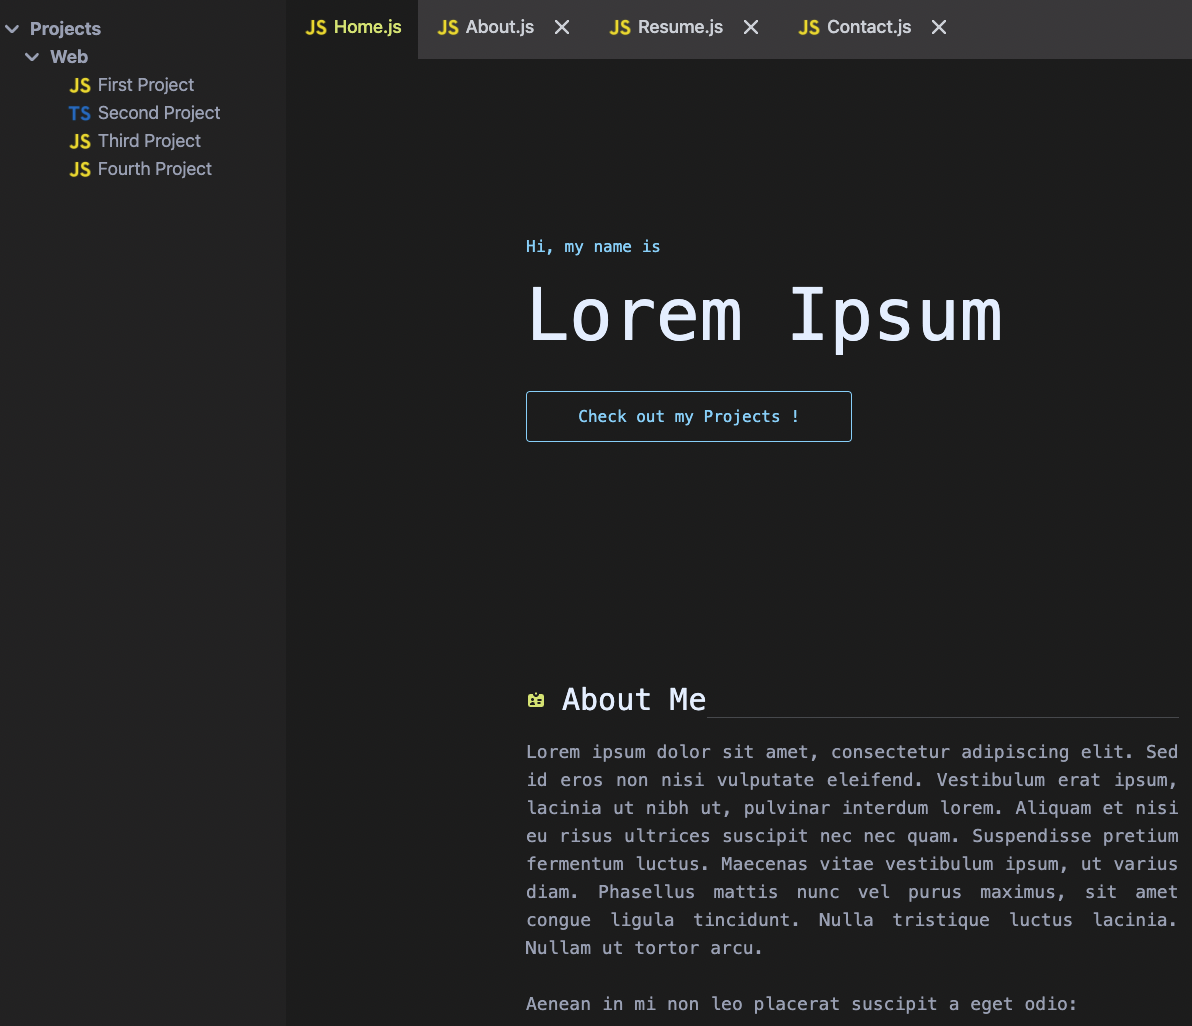 Projects
Web
JS First Project
TS Second Project
JS Third Project
JS Fourth Project
JS Home.js
JS About.js
JS Resume.js
JS Contact.js
Hi, my name is
Lorem Ipsum
Check out my Projects !
About Me
Lorem ipsum dolor sit amet, consectetur adipiscing elit. Sed
id eros non nisi vulputate eleifend. Vestibulum erat ipsum,
lacinia ut nibh ut, pulvinar interdum lorem. Aliquam et nisi
eu risus ultrices suscipit nec nec quam. Suspendisse pretium
fermentum luctus. Maecenas vitae vestibulum ipsum, ut varius
diam. Phasellus mattis nunc vel purus maximus, sit amet
congue ligula tincidunt. Nulla tristique luctus lacinia.
Nullam ut tortor arcu.
Aenean in mi non leo placerat suscipit a eget odio: